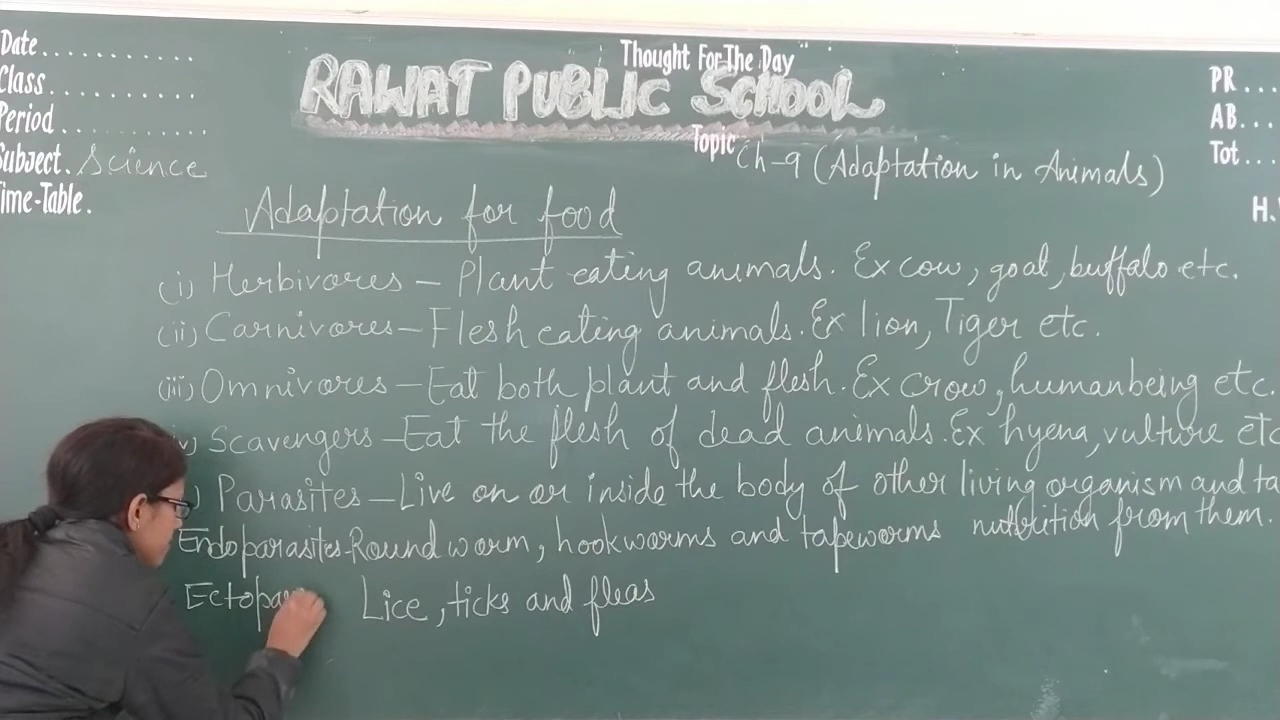 Date....................
Thought For The Day
PR...
Class....................
RAWAT PUBLIC SCHOOL
AB...
Period....................
Topic Ch-9 (Adaptation in Animals)
Tot...
Subject. Science
Time-Table.
H.
Adaptation for food
(i) Herbivores - Plant eating animals. Ex cow, goat, buffalo etc.
(ii) Carnivores - Flesh eating animals. Ex lion, Tiger etc.
(iii) Omnivores - Eat both plant and flesh. Ex crow, humanbeing etc.
iv) Scavengers - Eat the flesh of dead animals. Ex hyena, vulture etc
) Parasites - Live on or inside the body of other living organism and ta
nutrition from them.
Endoparasites - Round worm, hookworms and tapeworms
Ectopa Lice, ticks and fleas